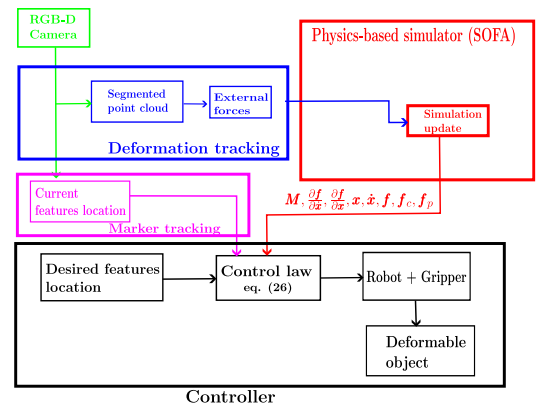 RGB-D
Camera
Physics-based simulator (SOFA)
Segmented
point cloud
External
forces
Simulation
update
Deformation tracking
Current
features location
Marker tracking
M, ∂f/∂x, ∂f/∂ẋ, x, ẋ, f, f_c, f_p
Desired features
location
Control law
eq. (26)
Robot + Gripper
Deformable
object
Controller